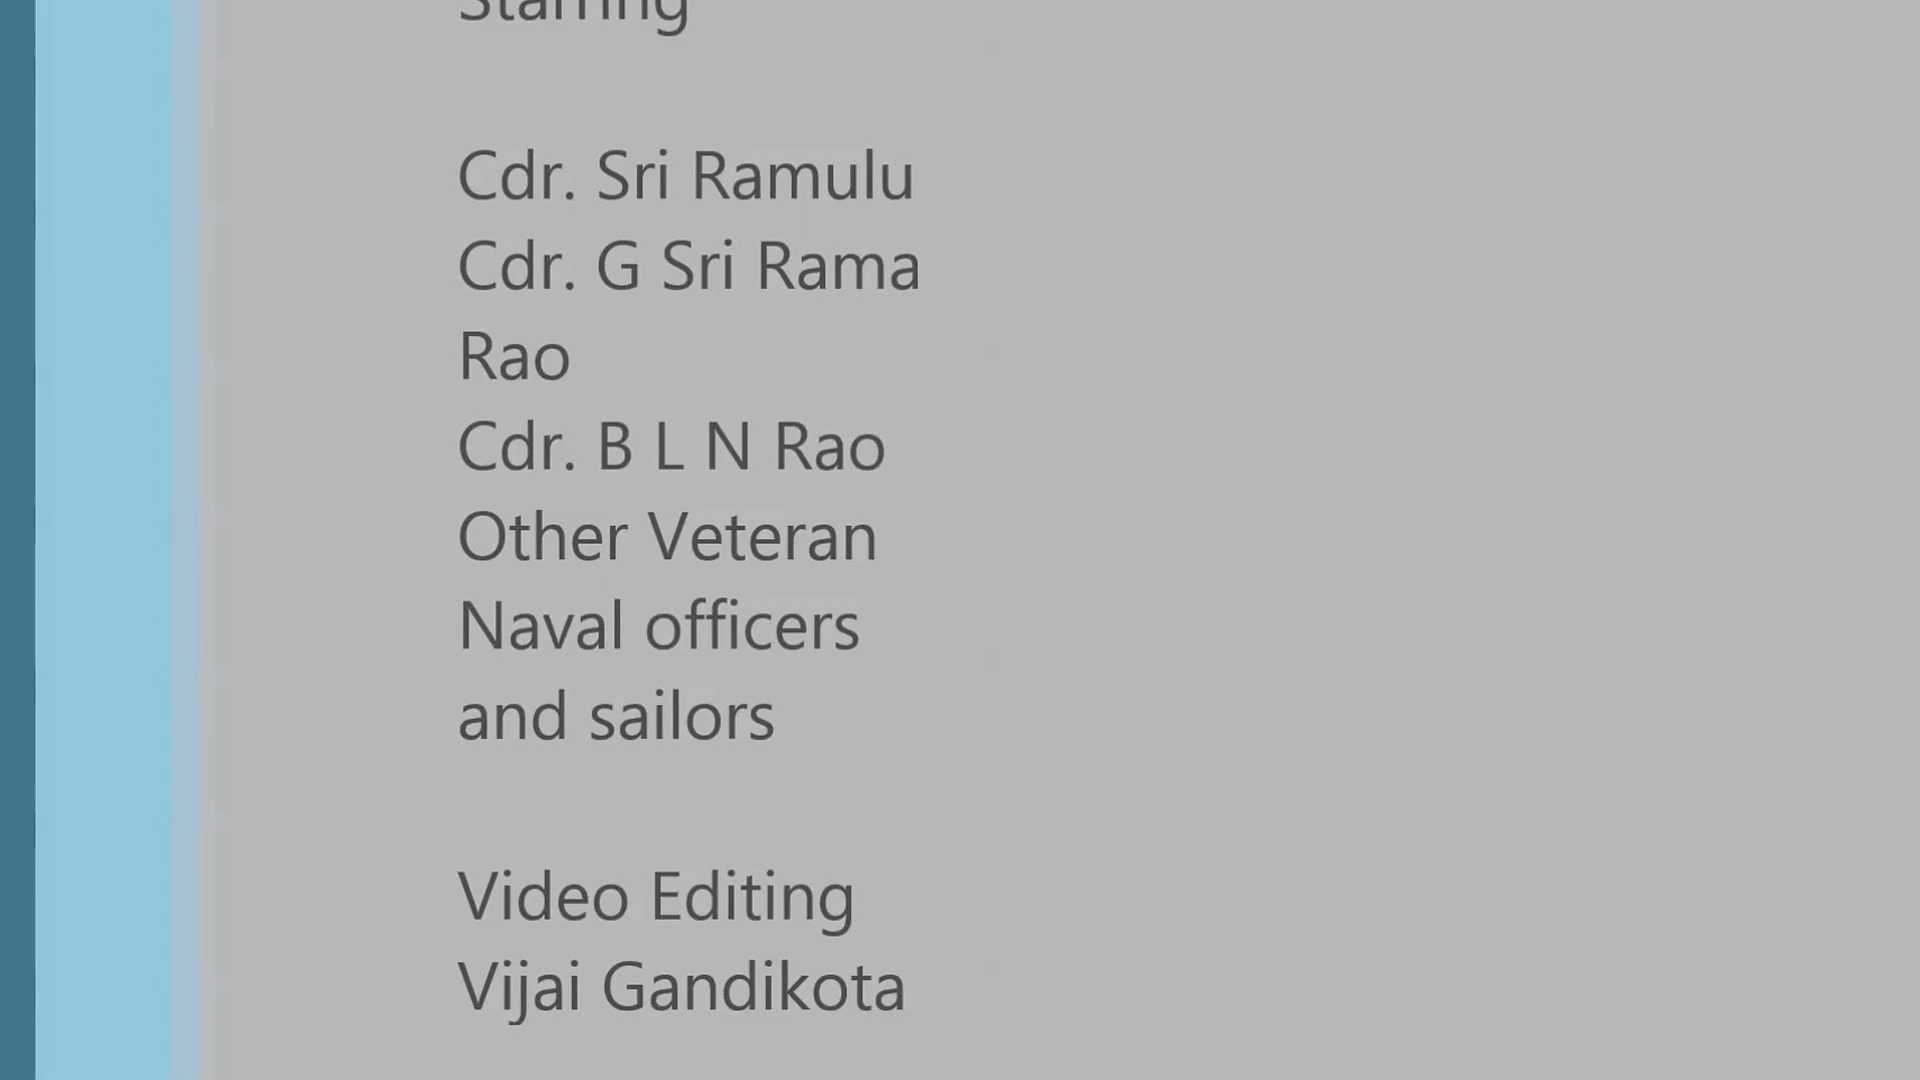 Starring
Cdr. Sri Ramulu
Cdr. G Sri Rama
Rao
Cdr. B L N Rao
Other Veteran
Naval officers
and sailors
Video Editing
Vijai Gandikota